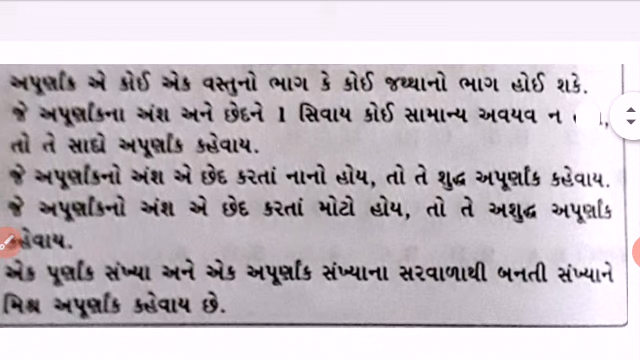 અપૂર્ણાંક એ કોઈ એક વસ્તુનો ભાગ કે કોઈ જથ્થાનો ભાગ હોઈ શકે.
જે અપૂર્ણાંકના અંશ અને છેદને 1 સિવાય કોઈ સામાન્ય અવયવ ન
તો તે સાદો અપૂર્ણાંક કહેવાય.
જે અપૂર્ણાંકનો અંશ એ છેદ કરતાં નાનો હોય, તો તે શુદ્ધ અપૂર્ણાંક કહેવાય.
જે અપૂર્ણાંકનો અંશ એ છેદ કરતાં મોટો હોય, તો તે અશુદ્ધ અપૂર્ણાંક
કહેવાય.
એક પૂર્ણાંક સંખ્યા અને એક અપૂર્ણાંક સંખ્યાના સરવાળાથી બનતી સંખ્યાને
મિશ્ર અપૂર્ણાંક કહેવાય છે.